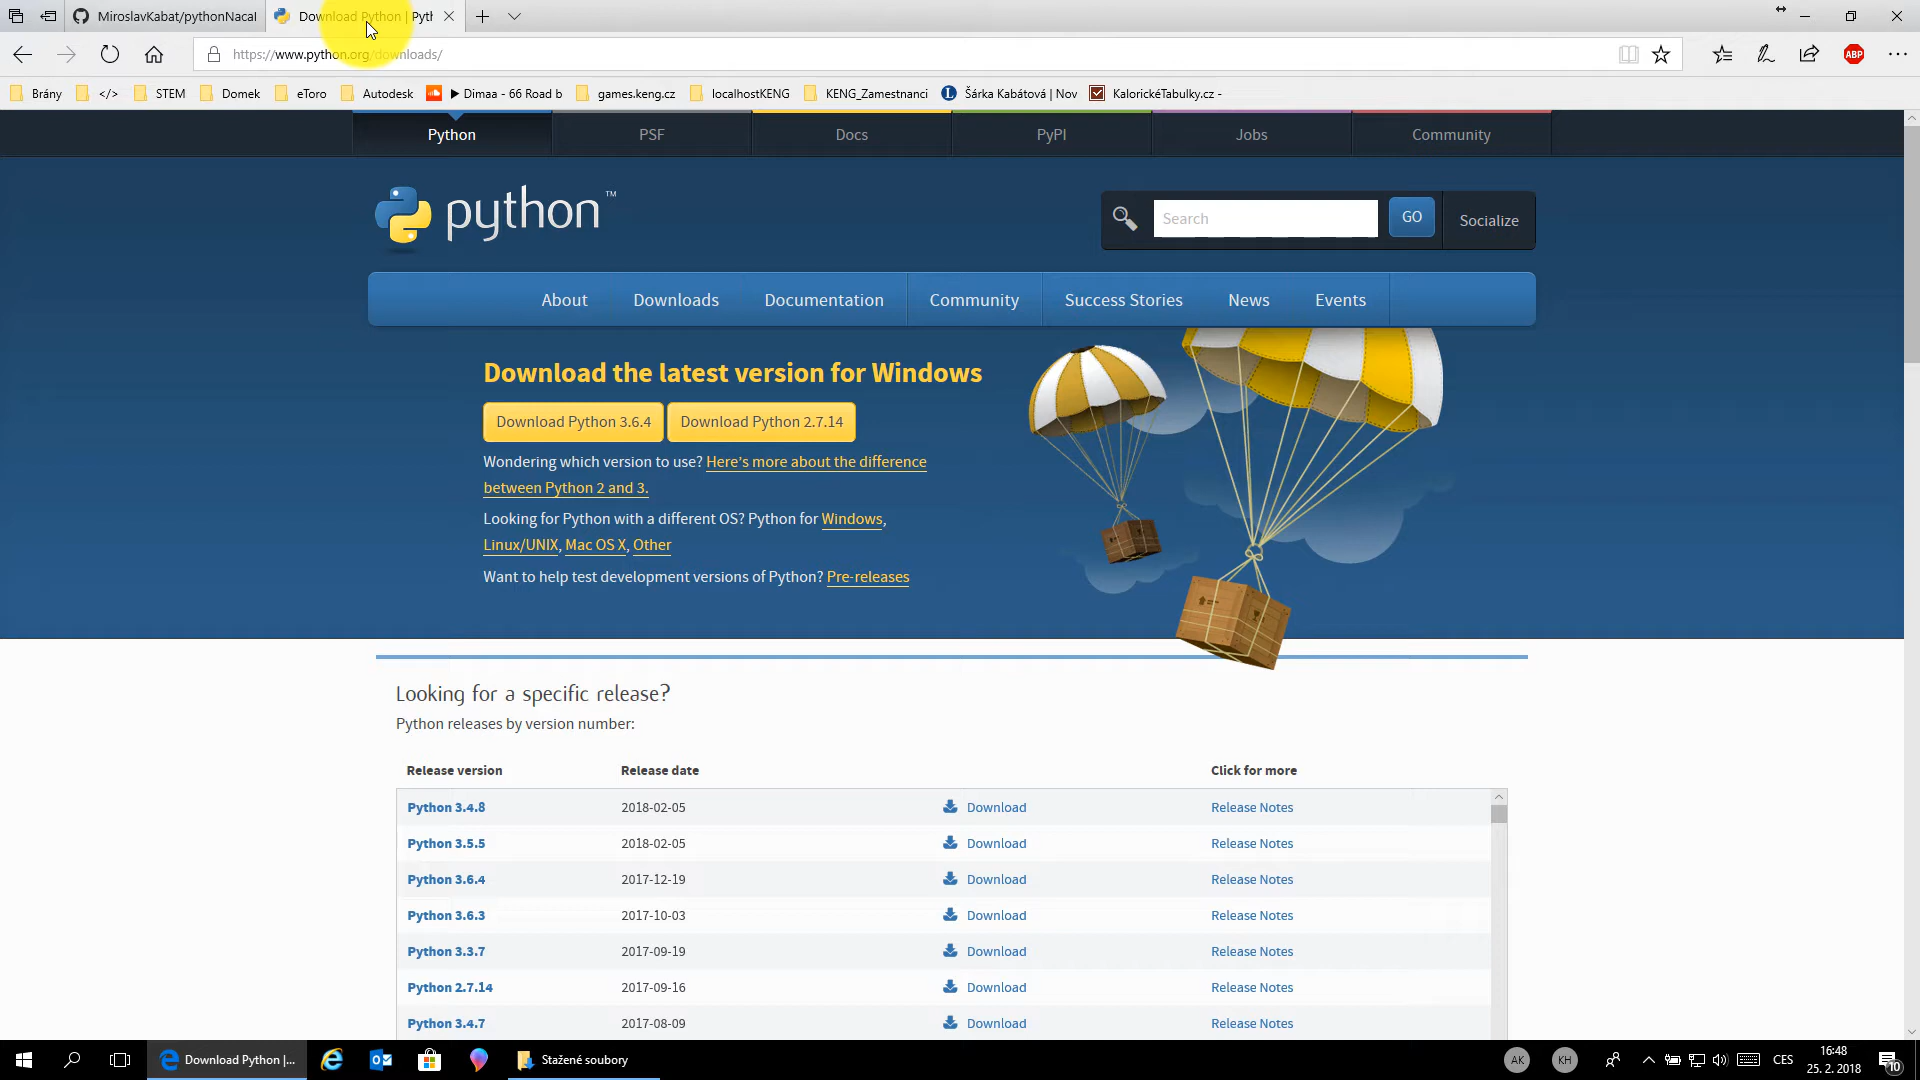 MiroslavKabat/pythonNacal
Download Python | Pyth
https://www.python.org/downloads/
ABP
Brány
</>
STEM
Domek
eToro
Autodesk
▶ Dimaa - 66 Road b
games.keng.cz
localhostKENG
KENG_Zamestnanci
L
Šárka Kabátová | Nov
KalorickéTabulky.cz -
Python
PSF
Docs
PyPI
Jobs
Community
python™
Search
GO
Socialize
About
Downloads
Documentation
Community
Success Stories
News
Events
Download the latest version for Windows
Download Python 3.6.4
Download Python 2.7.14
Wondering which version to use? Here's more about the difference
between Python 2 and 3.
Looking for Python with a different OS? Python for Windows,
Linux/UNIX, Mac OS X, Other
Want to help test development versions of Python? Pre-releases
Looking for a specific release?
Python releases by version number:
Release version Release date Click for more
Python 3.4.8 2018-02-05 Download Release Notes
Python 3.5.5 2018-02-05 Download Release Notes
Python 3.6.4 2017-12-19 Download Release Notes
Python 3.6.3 2017-10-03 Download Release Notes
Python 3.3.7 2017-09-19 Download Release Notes
Python 2.7.14 2017-09-16 Download Release Notes
Python 3.4.7 2017-08-09 Download Release Notes
Download Python |...
Stažené soubory
AK
KH
CES
16:48
25. 2. 2018
10